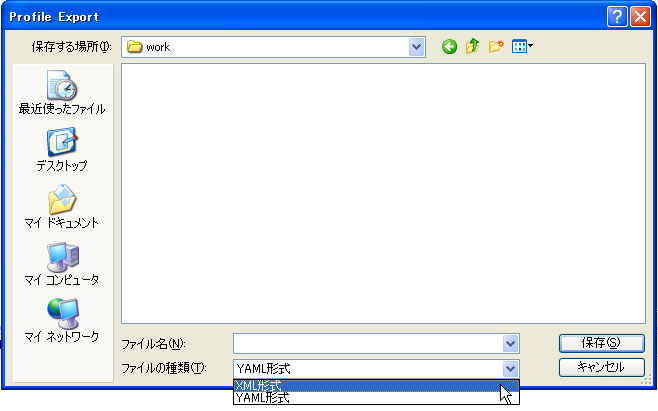 Profile Export
保存する場所(I):
work
最近使ったファイル
デスクトップ
マイ ドキュメント
マイ コンピュータ
マイ ネットワーク
ファイル名(N):
保存(S)
ファイルの種類(T):
YAML形式
キャンセル
XML形式
YAML形式